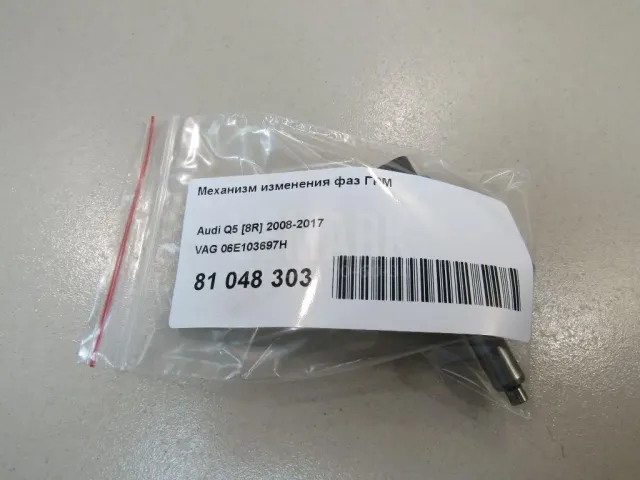 Механизм изменения фаз ГРМ
Audi Q5 [8R] 2008-2017
VAG 06E103697H
81 048 303